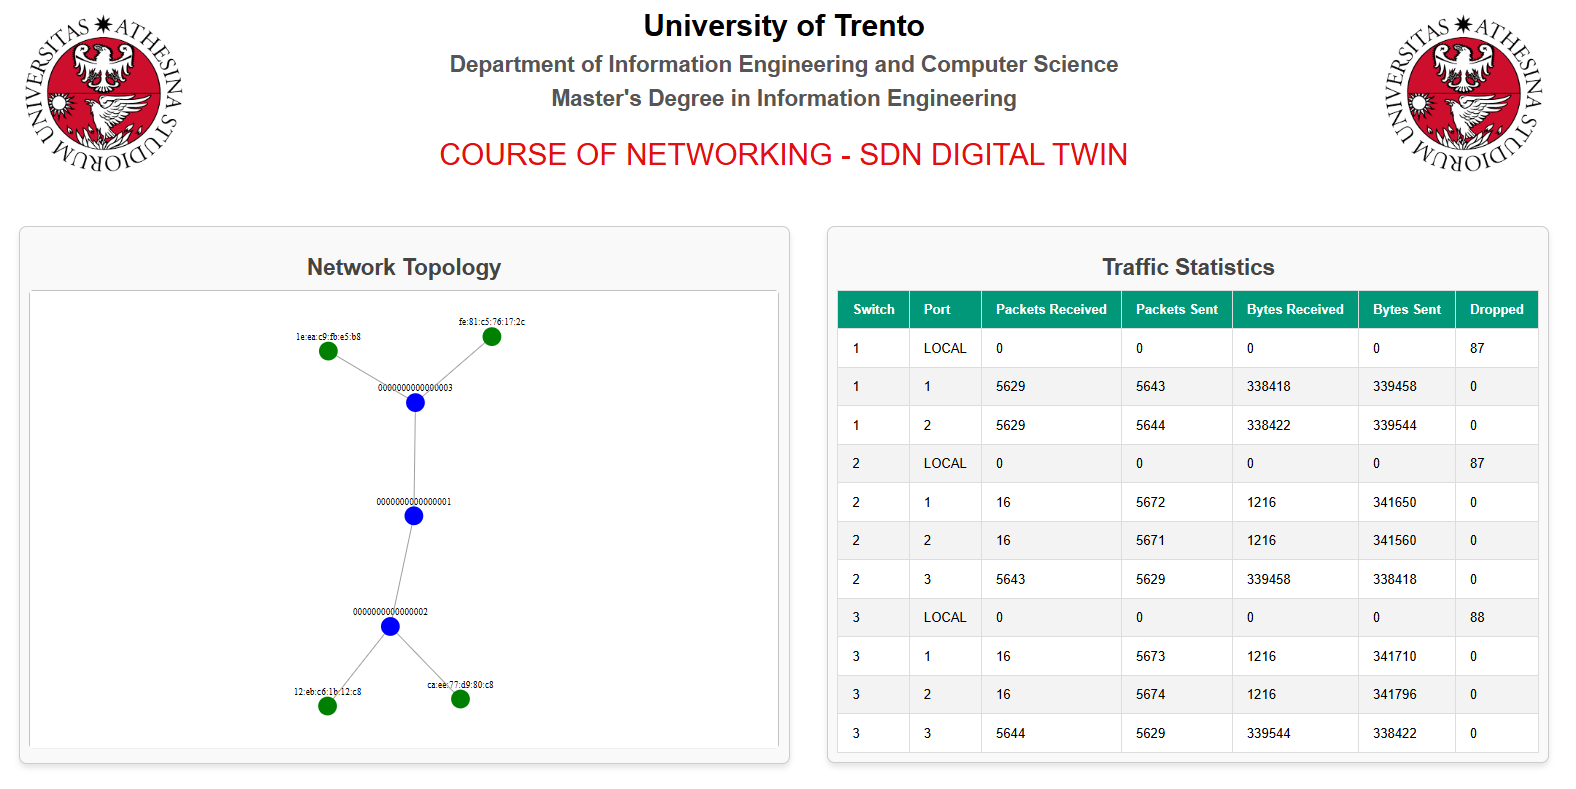 UNIVERSITAS ATHESINA STUDIORUM
University of Trento
Department of Information Engineering and Computer Science
Master's Degree in Information Engineering
COURSE OF NETWORKING - SDN DIGITAL TWIN
UNIVERSITAS ATHESINA STUDIORUM
Network Topology
fe:81:c5:76:17:2c
1e:ea:c9:fb:e5:b8
0000000000000003
0000000000000001
0000000000000002
12:eb:c6:1b:12:c8
ca:ee:77:d9:80:c8
Traffic Statistics
Switch Port Packets Received Packets Sent Bytes Received Bytes Sent Dropped
1 LOCAL 0 0 0 0 87
1 1 5629 5643 338418 339458 0
1 2 5629 5644 338422 339544 0
2 LOCAL 0 0 0 0 87
2 1 16 5672 1216 341650 0
2 2 16 5671 1216 341560 0
2 3 5643 5629 339458 338418 0
3 LOCAL 0 0 0 0 88
3 1 16 5673 1216 341710 0
3 2 16 5674 1216 341796 0
3 3 5644 5629 339544 338422 0